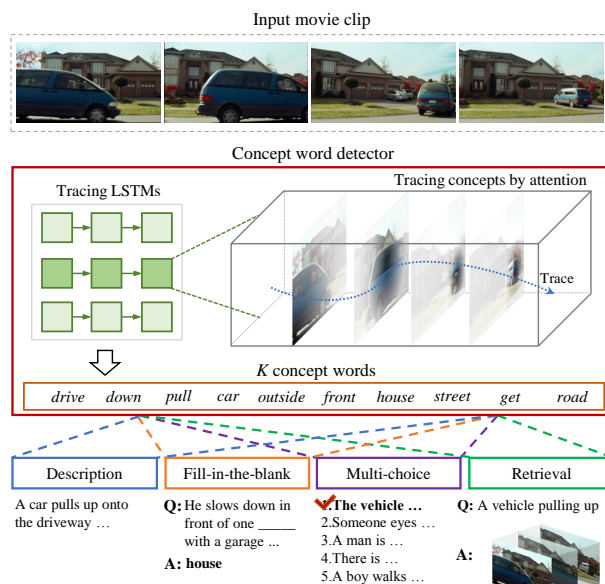 Input movie clip
Concept word detector
Tracing LSTMs
Tracing concepts by attention
Trace
K concept words
drive down pull car outside front house street get road
Description
Fill-in-the-blank
Multi-choice
Retrieval
A car pulls up onto
the driveway …
Q: He slows down in
front of one _____
with a garage ...
A: house
1.The vehicle …
2.Someone eyes …
3.A man is …
4.There is …
5.A boy walks …
Q: A vehicle pulling up
A: